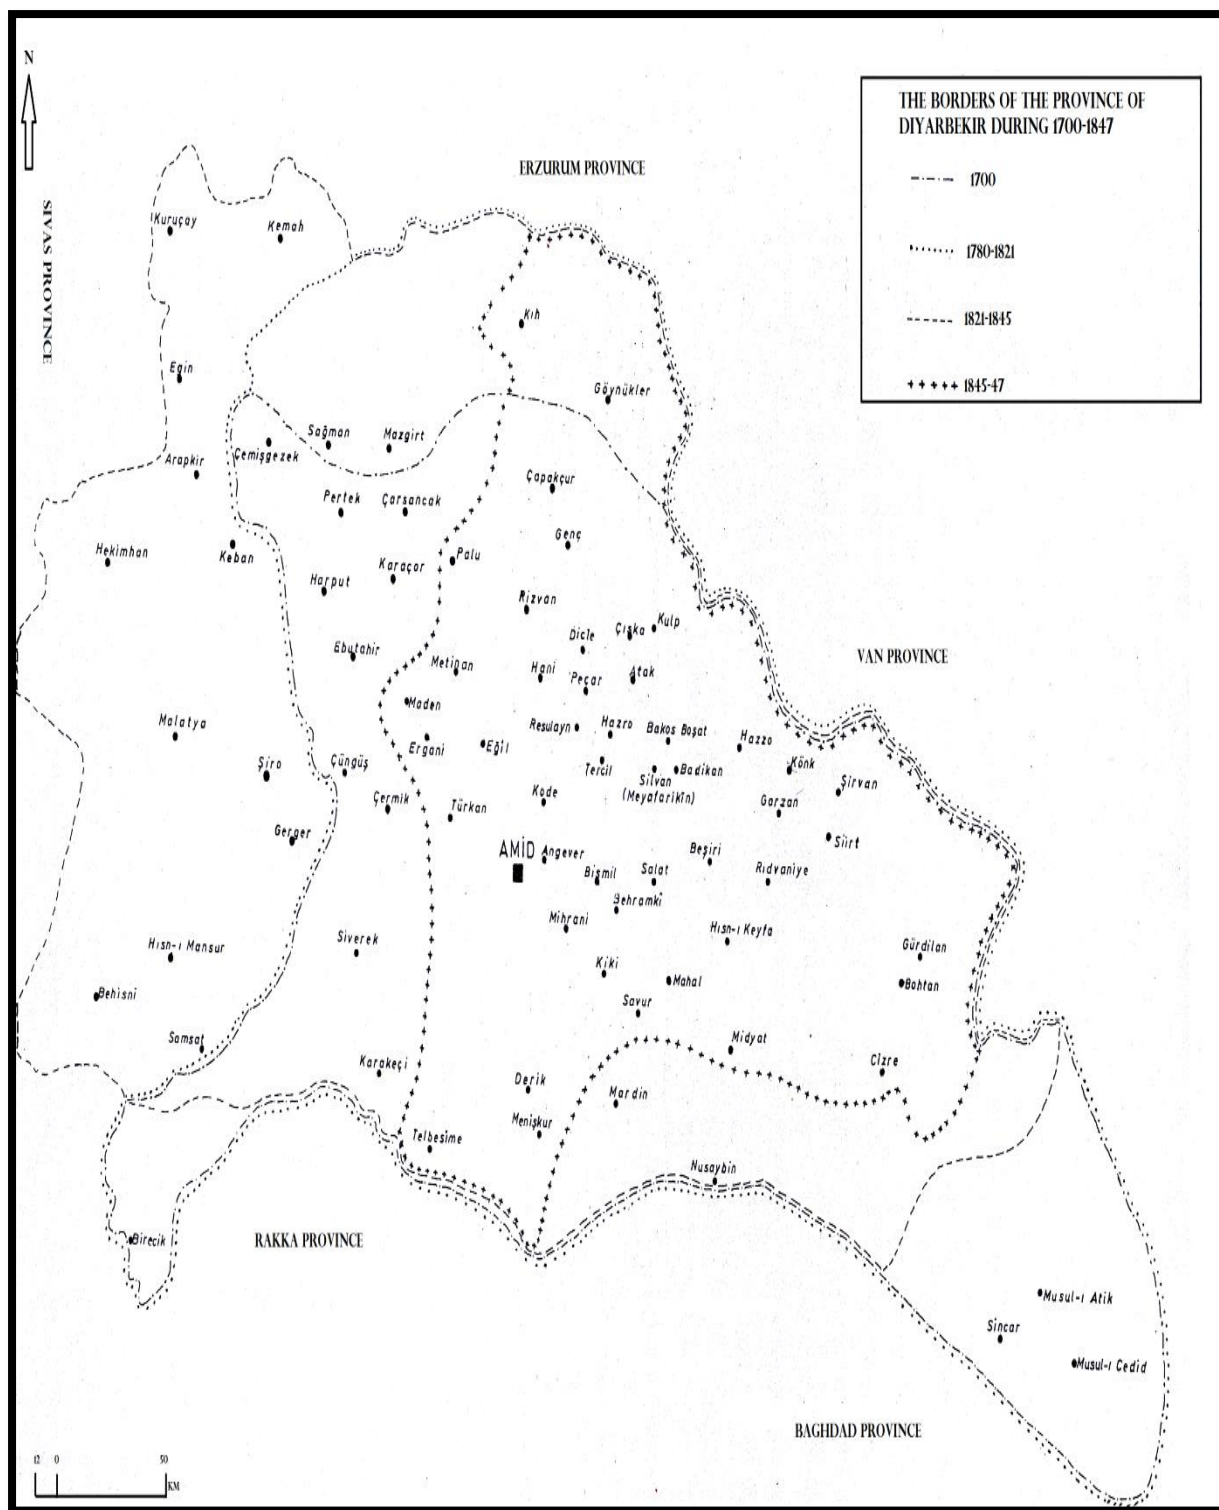 N
THE BORDERS OF THE PROVINCE OF
DIYARBEKIR DURING 1700-1847
1700
1780-1821
1821-1845
1845-47
ERZURUM PROVINCE
SIVAS PROVINCE
Kuruçay
Kemah
Kıh
Egin
Göynükler
Sağman
Mazgirt
Çemişgezek
Arapkir
Çapakçur
Pertek
Çarsancak
Genç
Hekimhan
Keban
Palu
Karaçor
Harput
Rizvan
Kulp
Çıska
Dicle
Ebutahir
VAN PROVINCE
Metinan
Hani
Peçar
Atak
Maden
Malatya
Resulayn
Hazro
Bakos Boşat
Hazzo
Ergani
Eğil
Şiro
Çüngüş
Tercil
Silvan
(Meyafarikin)
Badikan
Könk
Şirvan
Çermik
Türkan
Kode
Garzan
Gerger
Siirt
AMİD
Angever
Bismil
Salat
Beşiri
Rıdvaniye
Behramki
Mihrani
Hısn-ı Keyfa
Hısn-ı Mansur
Siverek
Gürdilan
Kiki
Mahal
Bohtan
Behisni
Savur
Samsat
Midyat
Karakeçi
Cizre
Derik
Mardin
Menişkur
Telbesime
Nusaybin
Birecik
RAKKA PROVINCE
Musul-ı Atik
Sincar
Musul-ı Cedid
BAGHDAD PROVINCE
12 0 50
KM